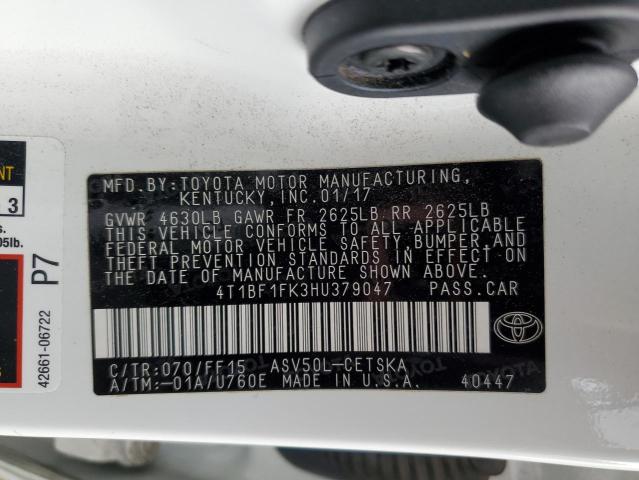 MFD.BY:TOYOTA MOTOR MANUFACTURING,
KENTUCKY,INC.01/17
GVWR 4630LB GAWR FR 2625LB RR 2625LB
THIS VEHICLE CONFORMS TO ALL APPLICABLE
FEDERAL MOTOR VEHICLE SAFETY,BUMPER,AND
THEFT PREVENTION STANDARDS IN EFFECT ON
THE DATE OF MANUFACTURE SHOWN ABOVE.
4T1BF1FK3HU379047 PASS.CAR
TOYOTA
C/TR:070/FF15 ASV50L-CETSKA
A/TM:-01A/U760E MADE IN U.S.A. 40447
3
P7
42661-06722